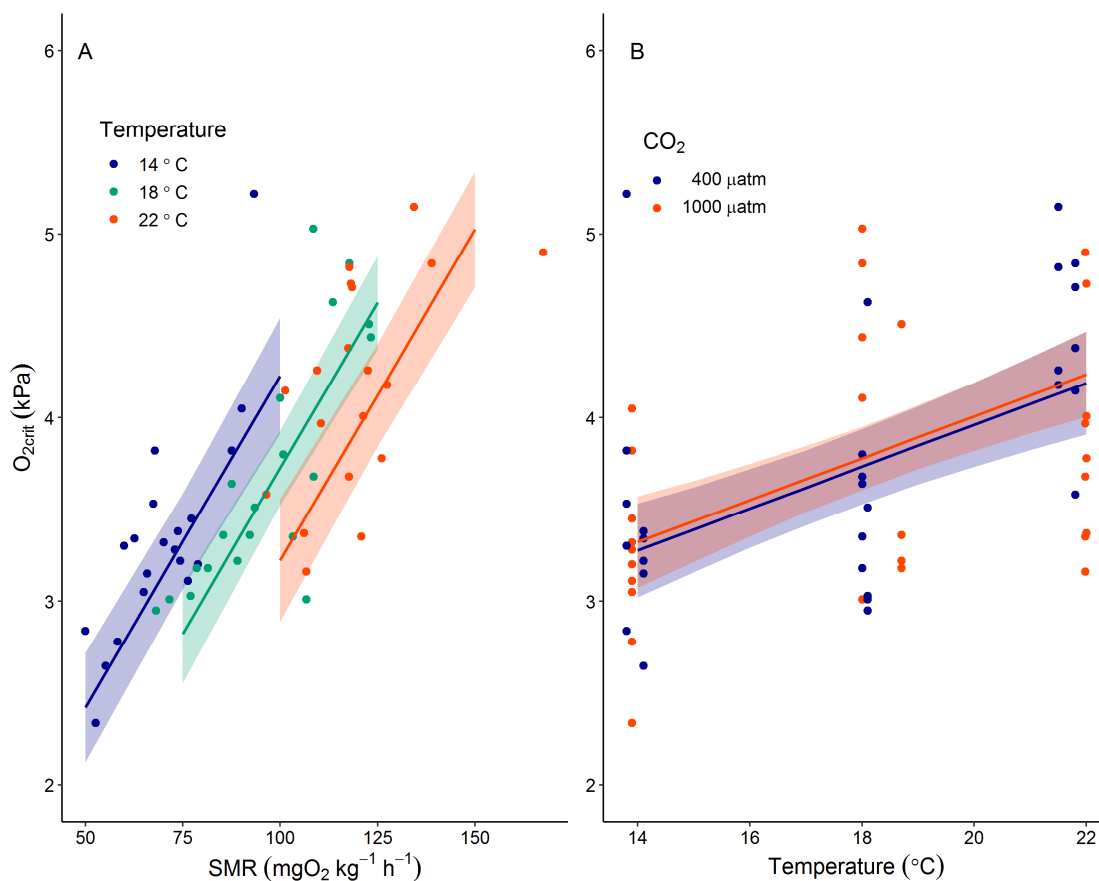 A
6
5
4
3
2
O₂crit (kPa)
Temperature
14 ° C
18 ° C
22 ° C
50 75 100 125 150
SMR (mgO₂ kg⁻¹ h⁻¹)
B
6
5
4
3
2
CO₂
400 μatm
1000 μatm
14 16 18 20 22
Temperature (°C)